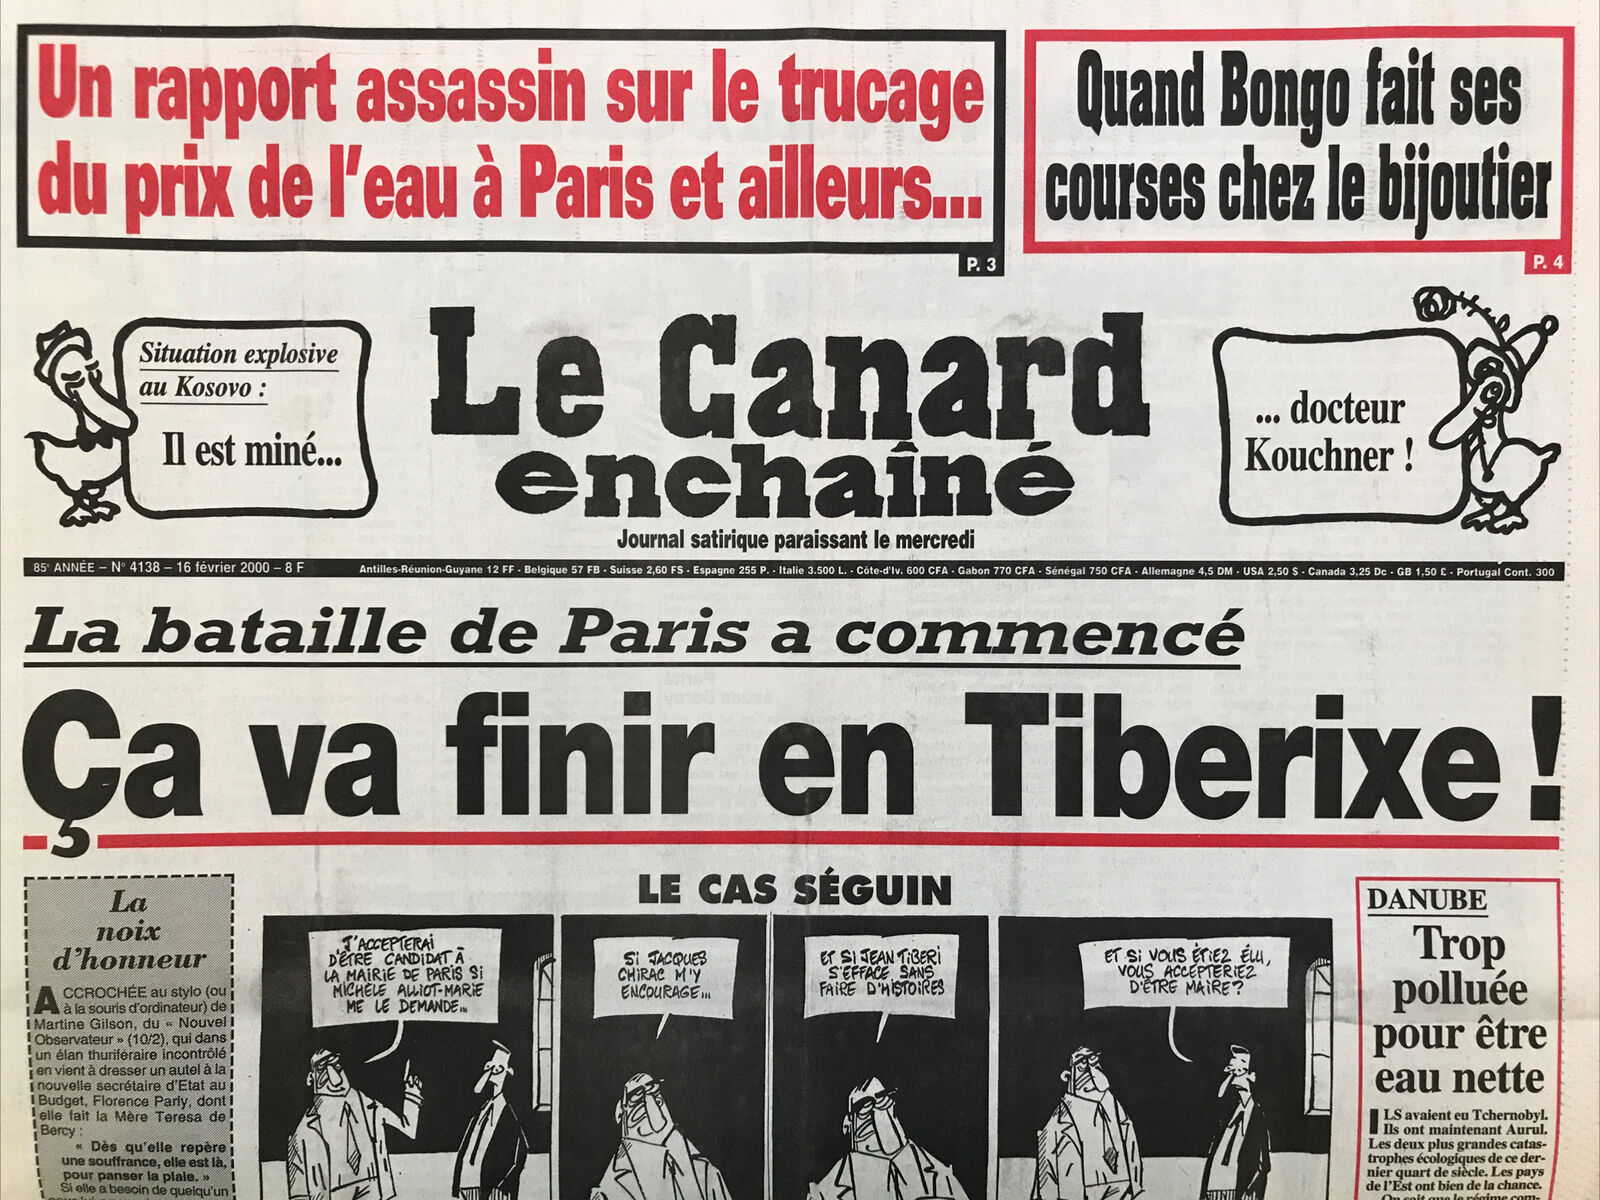 Un rapport assassin sur le trucage
du prix de l'eau à Paris et ailleurs...
P. 3
Quand Bongo fait ses
courses chez le bijoutier
P. 4
Situation explosive
au Kosovo :
Il est miné...
Le Canard
enchaîné
Journal satirique paraissant le mercredi
... docteur
Kouchner !
85e ANNÉE – N° 4138 – 16 février 2000 – 8 F
Antilles-Réunion-Guyane 12 FF - Belgique 57 FB - Suisse 2,60 FS - Espagne 255 P. - Italie 3.500 L. - Côte-d'Iv. 600 CFA - Gabon 770 CFA - Sénégal 750 CFA - Allemagne 4,5 DM - USA 2,50 $ - Canada 3,25 Dc - GB 1,50 £ - Portugal Cont. 300
La bataille de Paris a commencé
Ça va finir en Tiberixe !
La
noix
d'honneur
ACCROCHÉE au stylo (ou
à la souris d'ordinateur) de
Martine Gilson, du « Nouvel
Observateur » (10/2), qui dans
un élan thuriféraire incontrôlé
en vient à dresser un autel à la
nouvelle secrétaire d'Etat au
Budget, Florence Parly, dont
elle fait la Mère Teresa de
Bercy :
« Dès qu'elle repère
une souffrance, elle est là,
pour panser la plaie. »
Si elle a besoin de quelqu'un
LE CAS SÉGUIN
J'ACCEPTERAI
D'ÊTRE CANDIDAT À
LA MAIRIE DE PARIS SI
MICHÈLE ALLIOT-MARIE
ME LE DEMANDE...
SI JACQUES
CHIRAC M'Y
ENCOURAGE...
ET SI JEAN TIBERI
S'EFFACE SANS
FAIRE D'HISTOIRES
ET SI VOUS ÉTIEZ ÉLU,
VOUS ACCEPTERIEZ
D'ÊTRE MAIRE ?
DANUBE
Trop
polluée
pour être
eau nette
ILS avaient eu Tchernobyl.
Ils ont maintenant Aurul.
Les deux plus grandes catas-
trophes écologiques de ce der-
nier quart de siècle. Les pays
de l'Est ont bien de la chance.
On sait que le régime com-